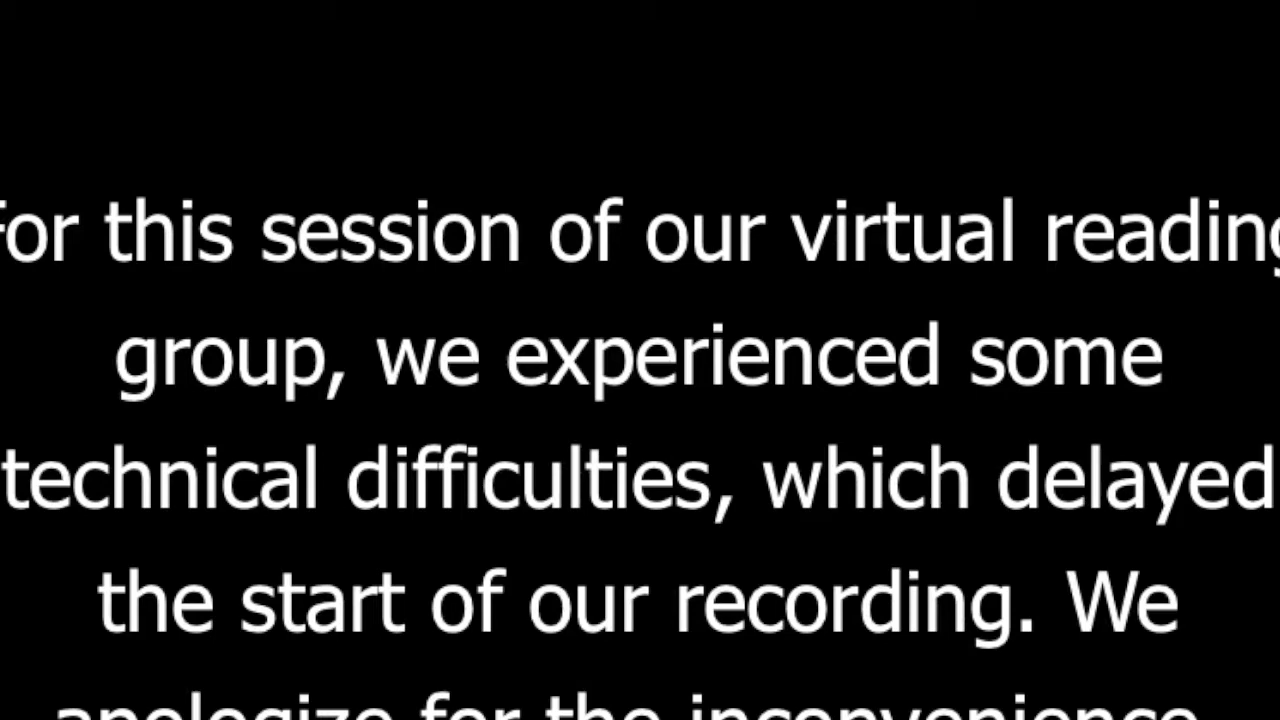 For this session of our virtual reading
group, we experienced some
technical difficulties, which delayed
the start of our recording. We
apologize for the inconvenience